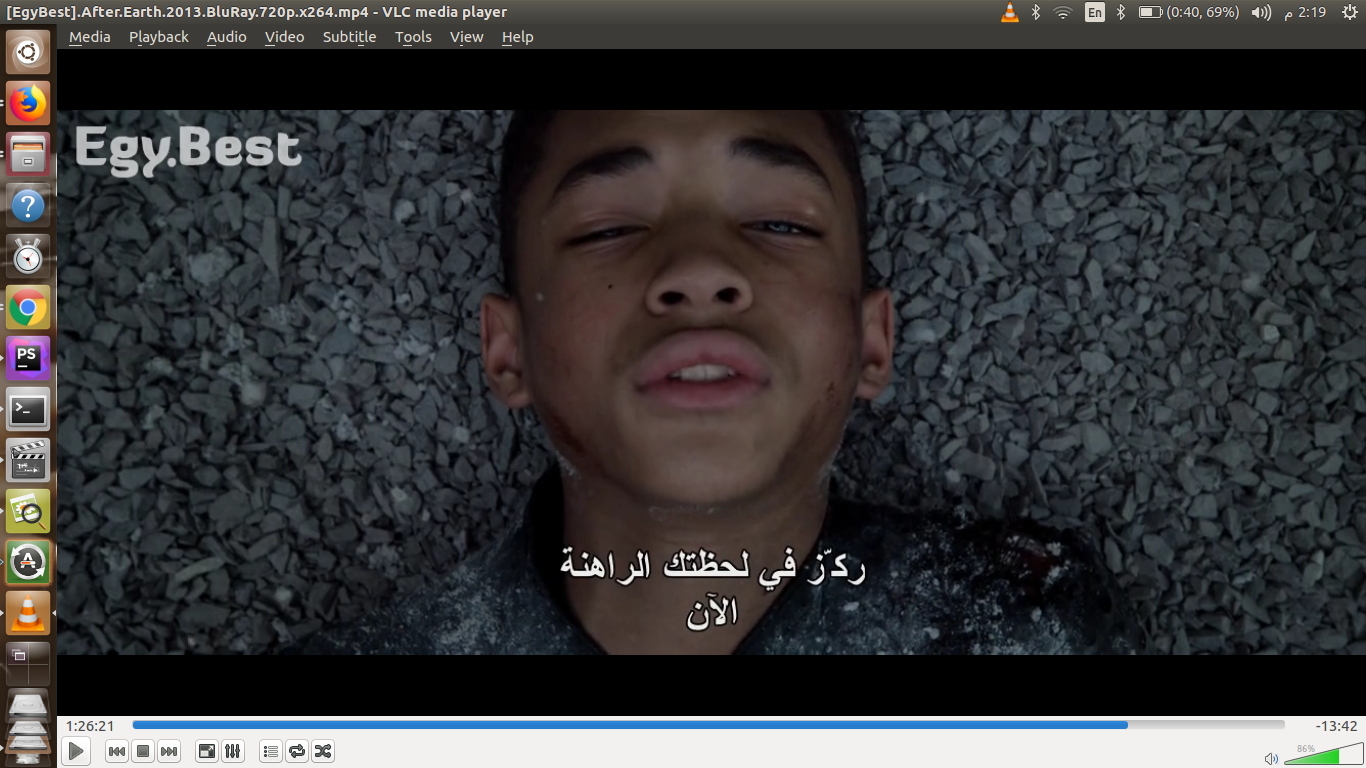 [EgyBest].After.Earth.2013.BluRay.720p.x264.mp4 - VLC media player
En
(0:40, 69%)
2:19 م
Media Playback Audio Video Subtitle Tools View Help
Egy.Best
PS
>_
A
ركّز في لحظتك الراهنة
الآن
1:26:21
-13:42
86%